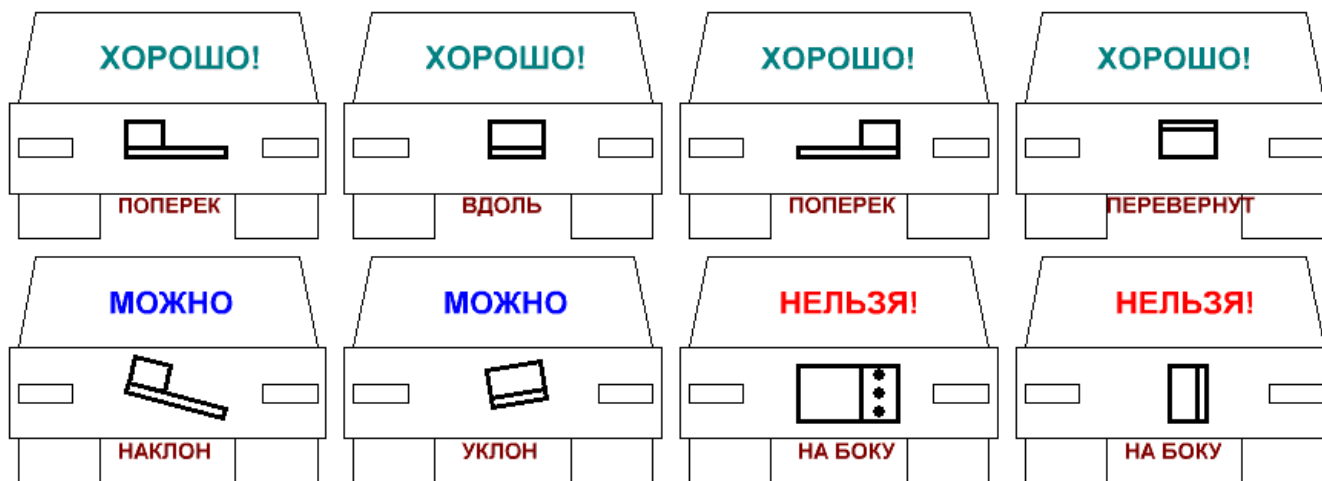 ХОРОШО! ХОРОШО! ХОРОШО! ХОРОШО!
ПОПЕРЕК ВДОЛЬ ПОПЕРЕК ПЕРЕВЕРНУТ
МОЖНО МОЖНО НЕЛЬЗЯ! НЕЛЬЗЯ!
НАКЛОН УКЛОН НА БОКУ НА БОКУ